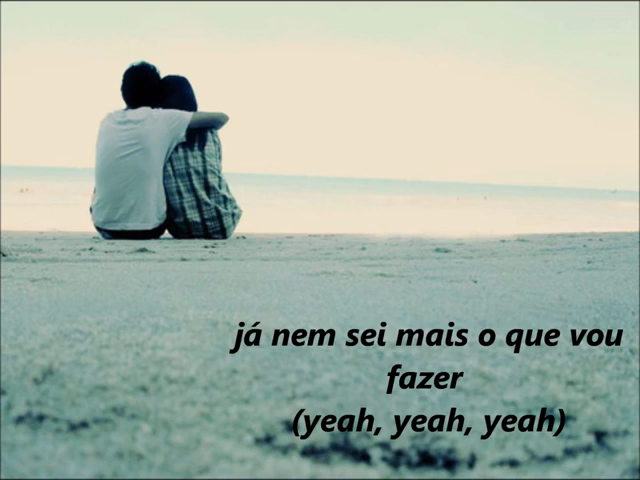 já nem sei mais o que vou
fazer
(yeah, yeah, yeah)